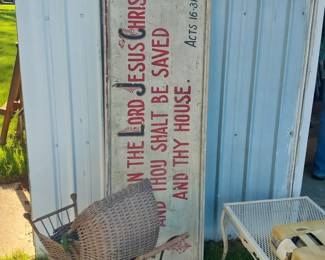 N THE LORD JESUS CHRIS
AND THOU SHALT BE SAVED
AND THY HOUSE.
ACTS 16-31